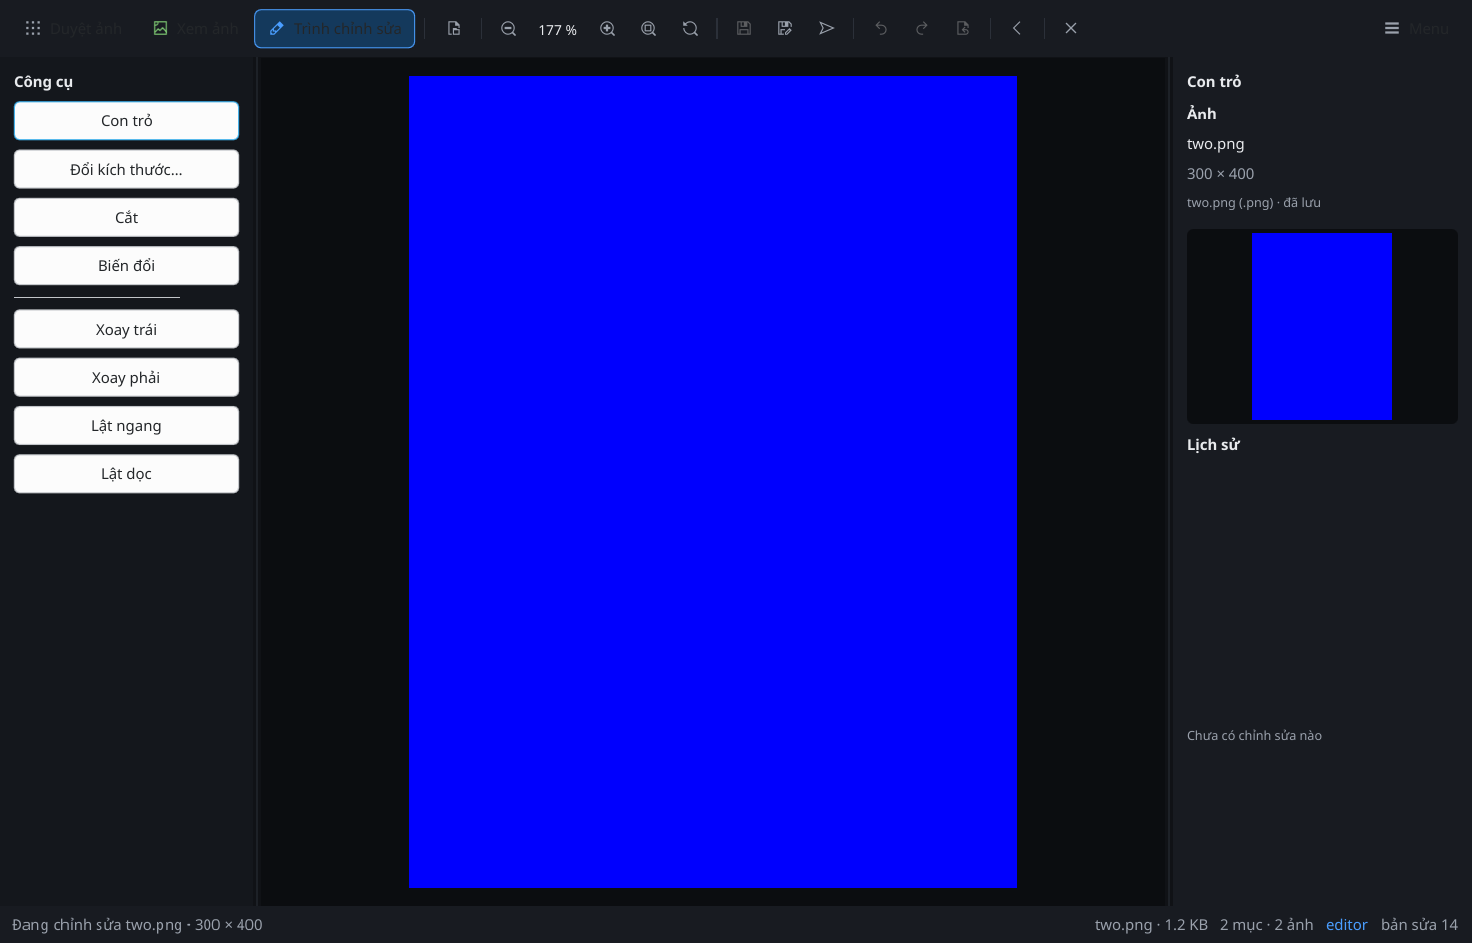 Duyệt ảnh Xem ảnh Trình chỉnh sửa 177 % Menu
Công cụ
Con trỏ
Đổi kích thước...
Cắt
Biến đổi
Xoay trái
Xoay phải
Lật ngang
Lật dọc
Con trỏ
Ảnh
two.png
300 × 400
two.png (.png) · đã lưu
Lịch sử
Chưa có chỉnh sửa nào
Đang chỉnh sửa two.png · 300 × 400
two.png · 1.2 KB 2 mục · 2 ảnh editor bản sửa 14